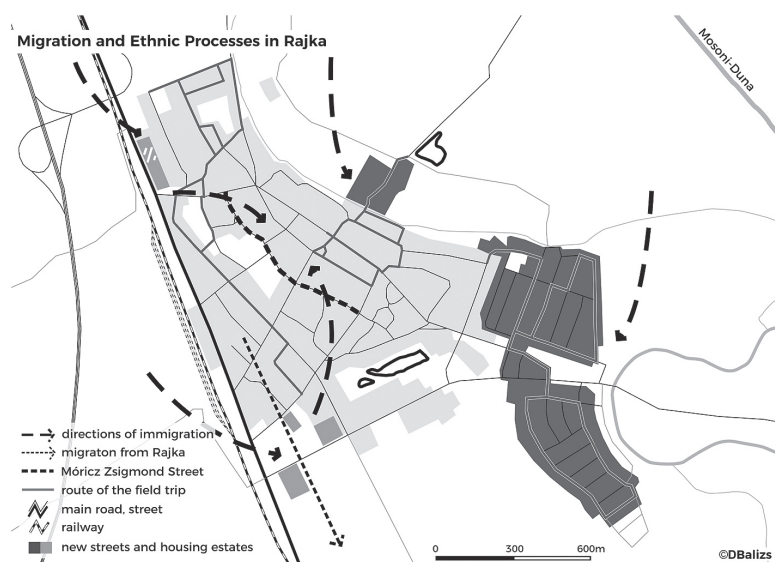 Migration and Ethnic Processes in Rajka
Mosoni-Duna
directions of immigration
migraton from Rajka
Móricz Zsigmond Street
route of the field trip
main road, street
railway
new streets and housing estates
0 300 600m
©DBalizs